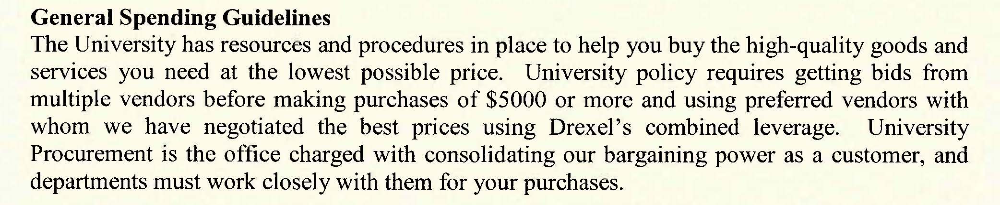 General Spending Guidelines
The University has resources and procedures in place to help you buy the high-quality goods and
services you need at the lowest possible price. University policy requires getting bids from
multiple vendors before making purchases of $5000 or more and using preferred vendors with
whom we have negotiated the best prices using Drexel's combined leverage. University
Procurement is the office charged with consolidating our bargaining power as a customer, and
departments must work closely with them for your purchases.